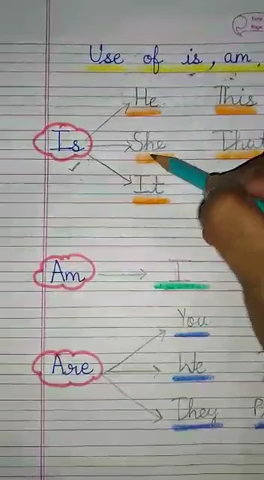 Use of is, am,
He This
Is She That
It
Am I
You
Are We
They